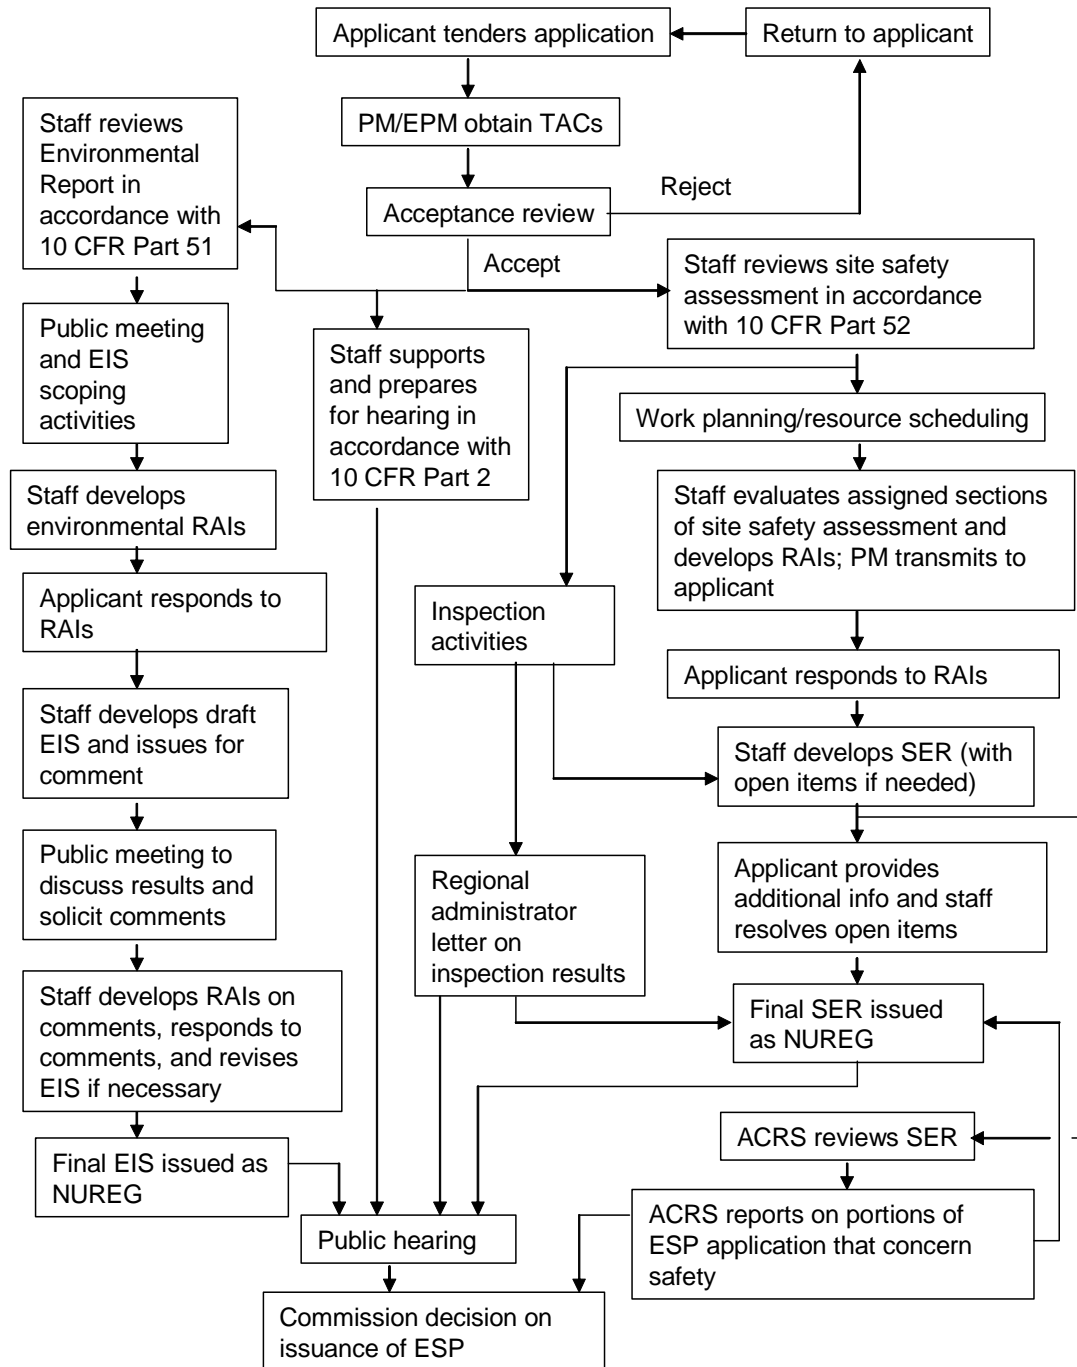 Applicant tenders application
Return to applicant
PM/EPM obtain TACs
Staff reviews
Environmental
Report in
accordance with
10 CFR Part 51
Reject
Acceptance review
Accept
Staff reviews site safety
assessment in accordance
with 10 CFR Part 52
Public meeting
and EIS
scoping
activities
Staff supports
and prepares
for hearing in
accordance with
10 CFR Part 2
Work planning/resource scheduling
Staff develops
environmental RAIs
Staff evaluates assigned sections
of site safety assessment and
develops RAIs; PM transmits to
applicant
Applicant responds to
RAIs
Inspection
activities
Applicant responds to RAIs
Staff develops draft
EIS and issues for
comment
Staff develops SER (with
open items if needed)
Public meeting to
discuss results and
solicit comments
Regional
administrator
letter on
inspection results
Applicant provides
additional info and staff
resolves open items
Staff develops RAIs on
comments, responds to
comments, and revises
EIS if necessary
Final SER issued
as NUREG
Final EIS issued as
NUREG
ACRS reviews SER
Public hearing
ACRS reports on portions of
ESP application that concern
safety
Commission decision on
issuance of ESP